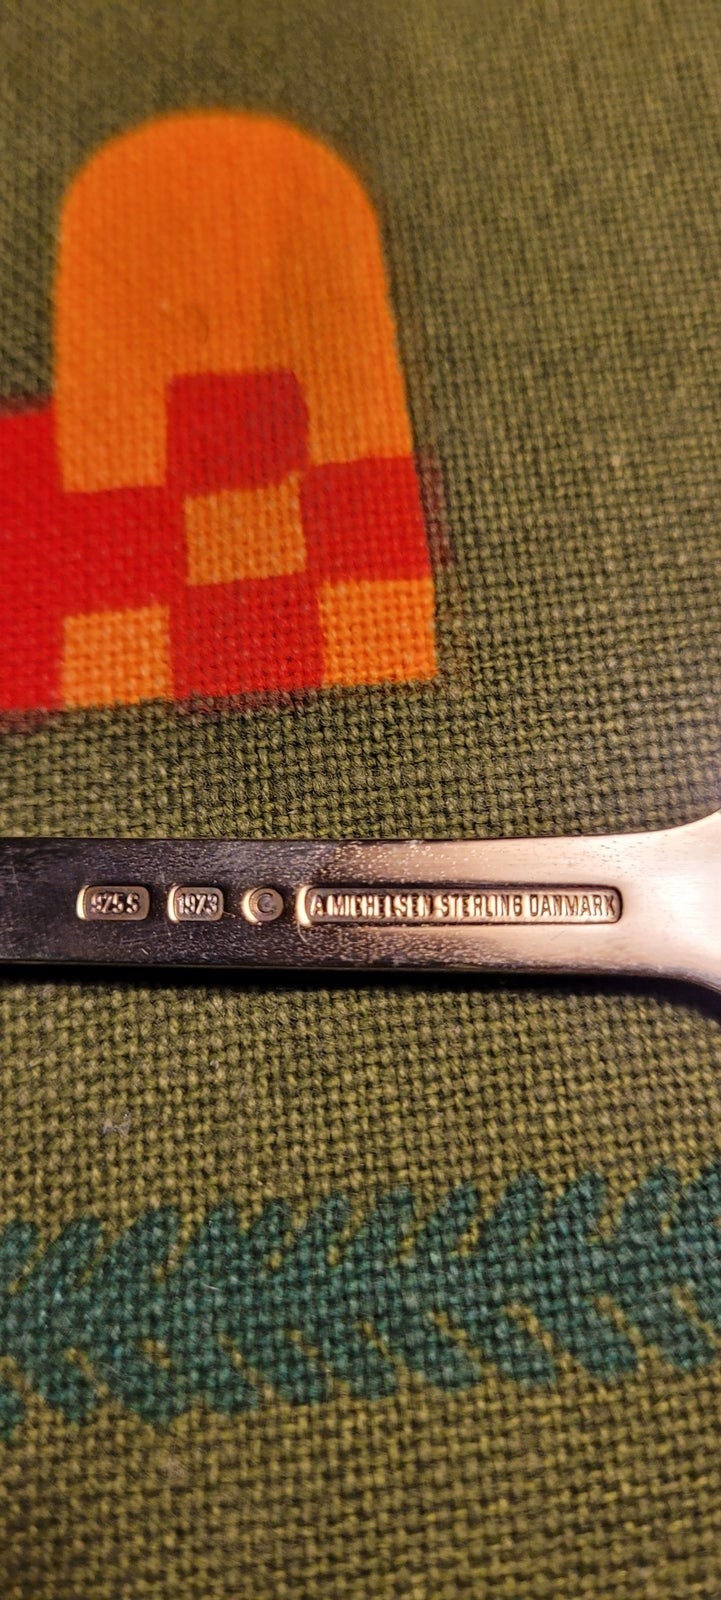 925S 1973 © A. MICHELSEN STERLING DANMARK